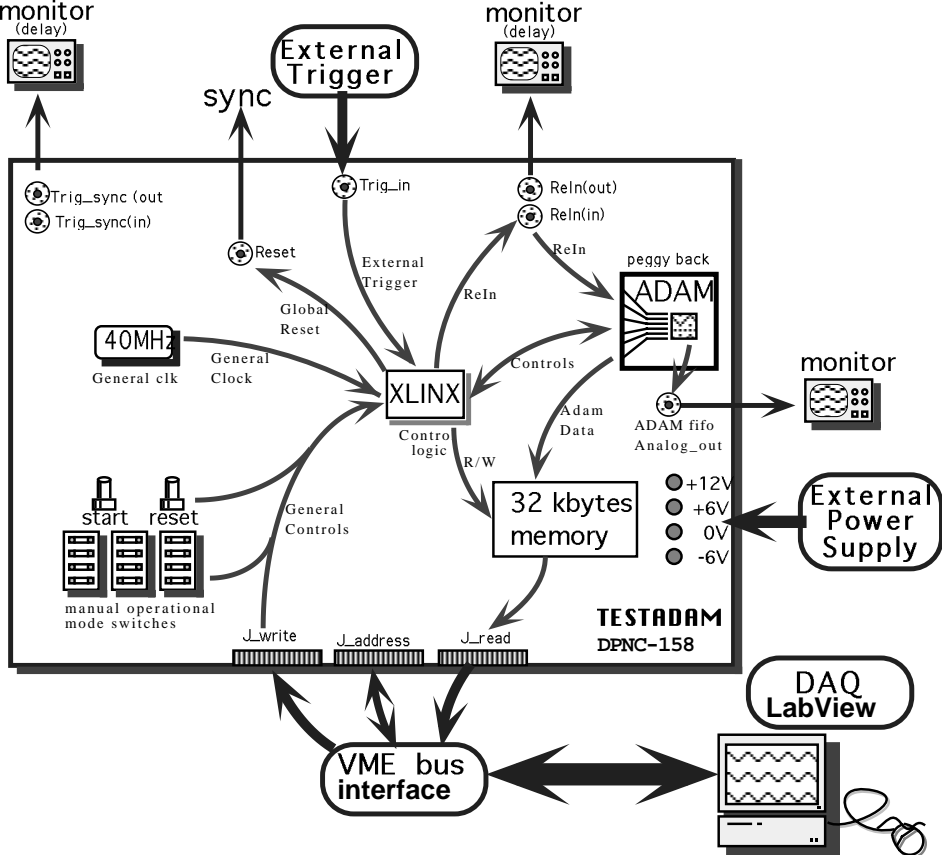 monitor
(delay)
monitor
(delay)
External
Trigger
sync
Trig_sync (out
Trig_sync(in)
Trig_in
ReIn(out)
ReIn(in)
Reset
ReIn
peggy back
ADAM
External
Trigger
ReIn
Global
Reset
40MHz
General clk
General
Clock
Controls
XLINX
monitor
Contro
logic
Adam
Data
ADAM fifo
Analog_out
R/W
+12V
+6V
0V
-6V
External
Power
Supply
32 kbytes
memory
start
reset
General
Controls
manual operational
mode switches
TESTADAM
DPNC-158
J_write
J_address
J_read
DAQ
LabView
VME bus
interface